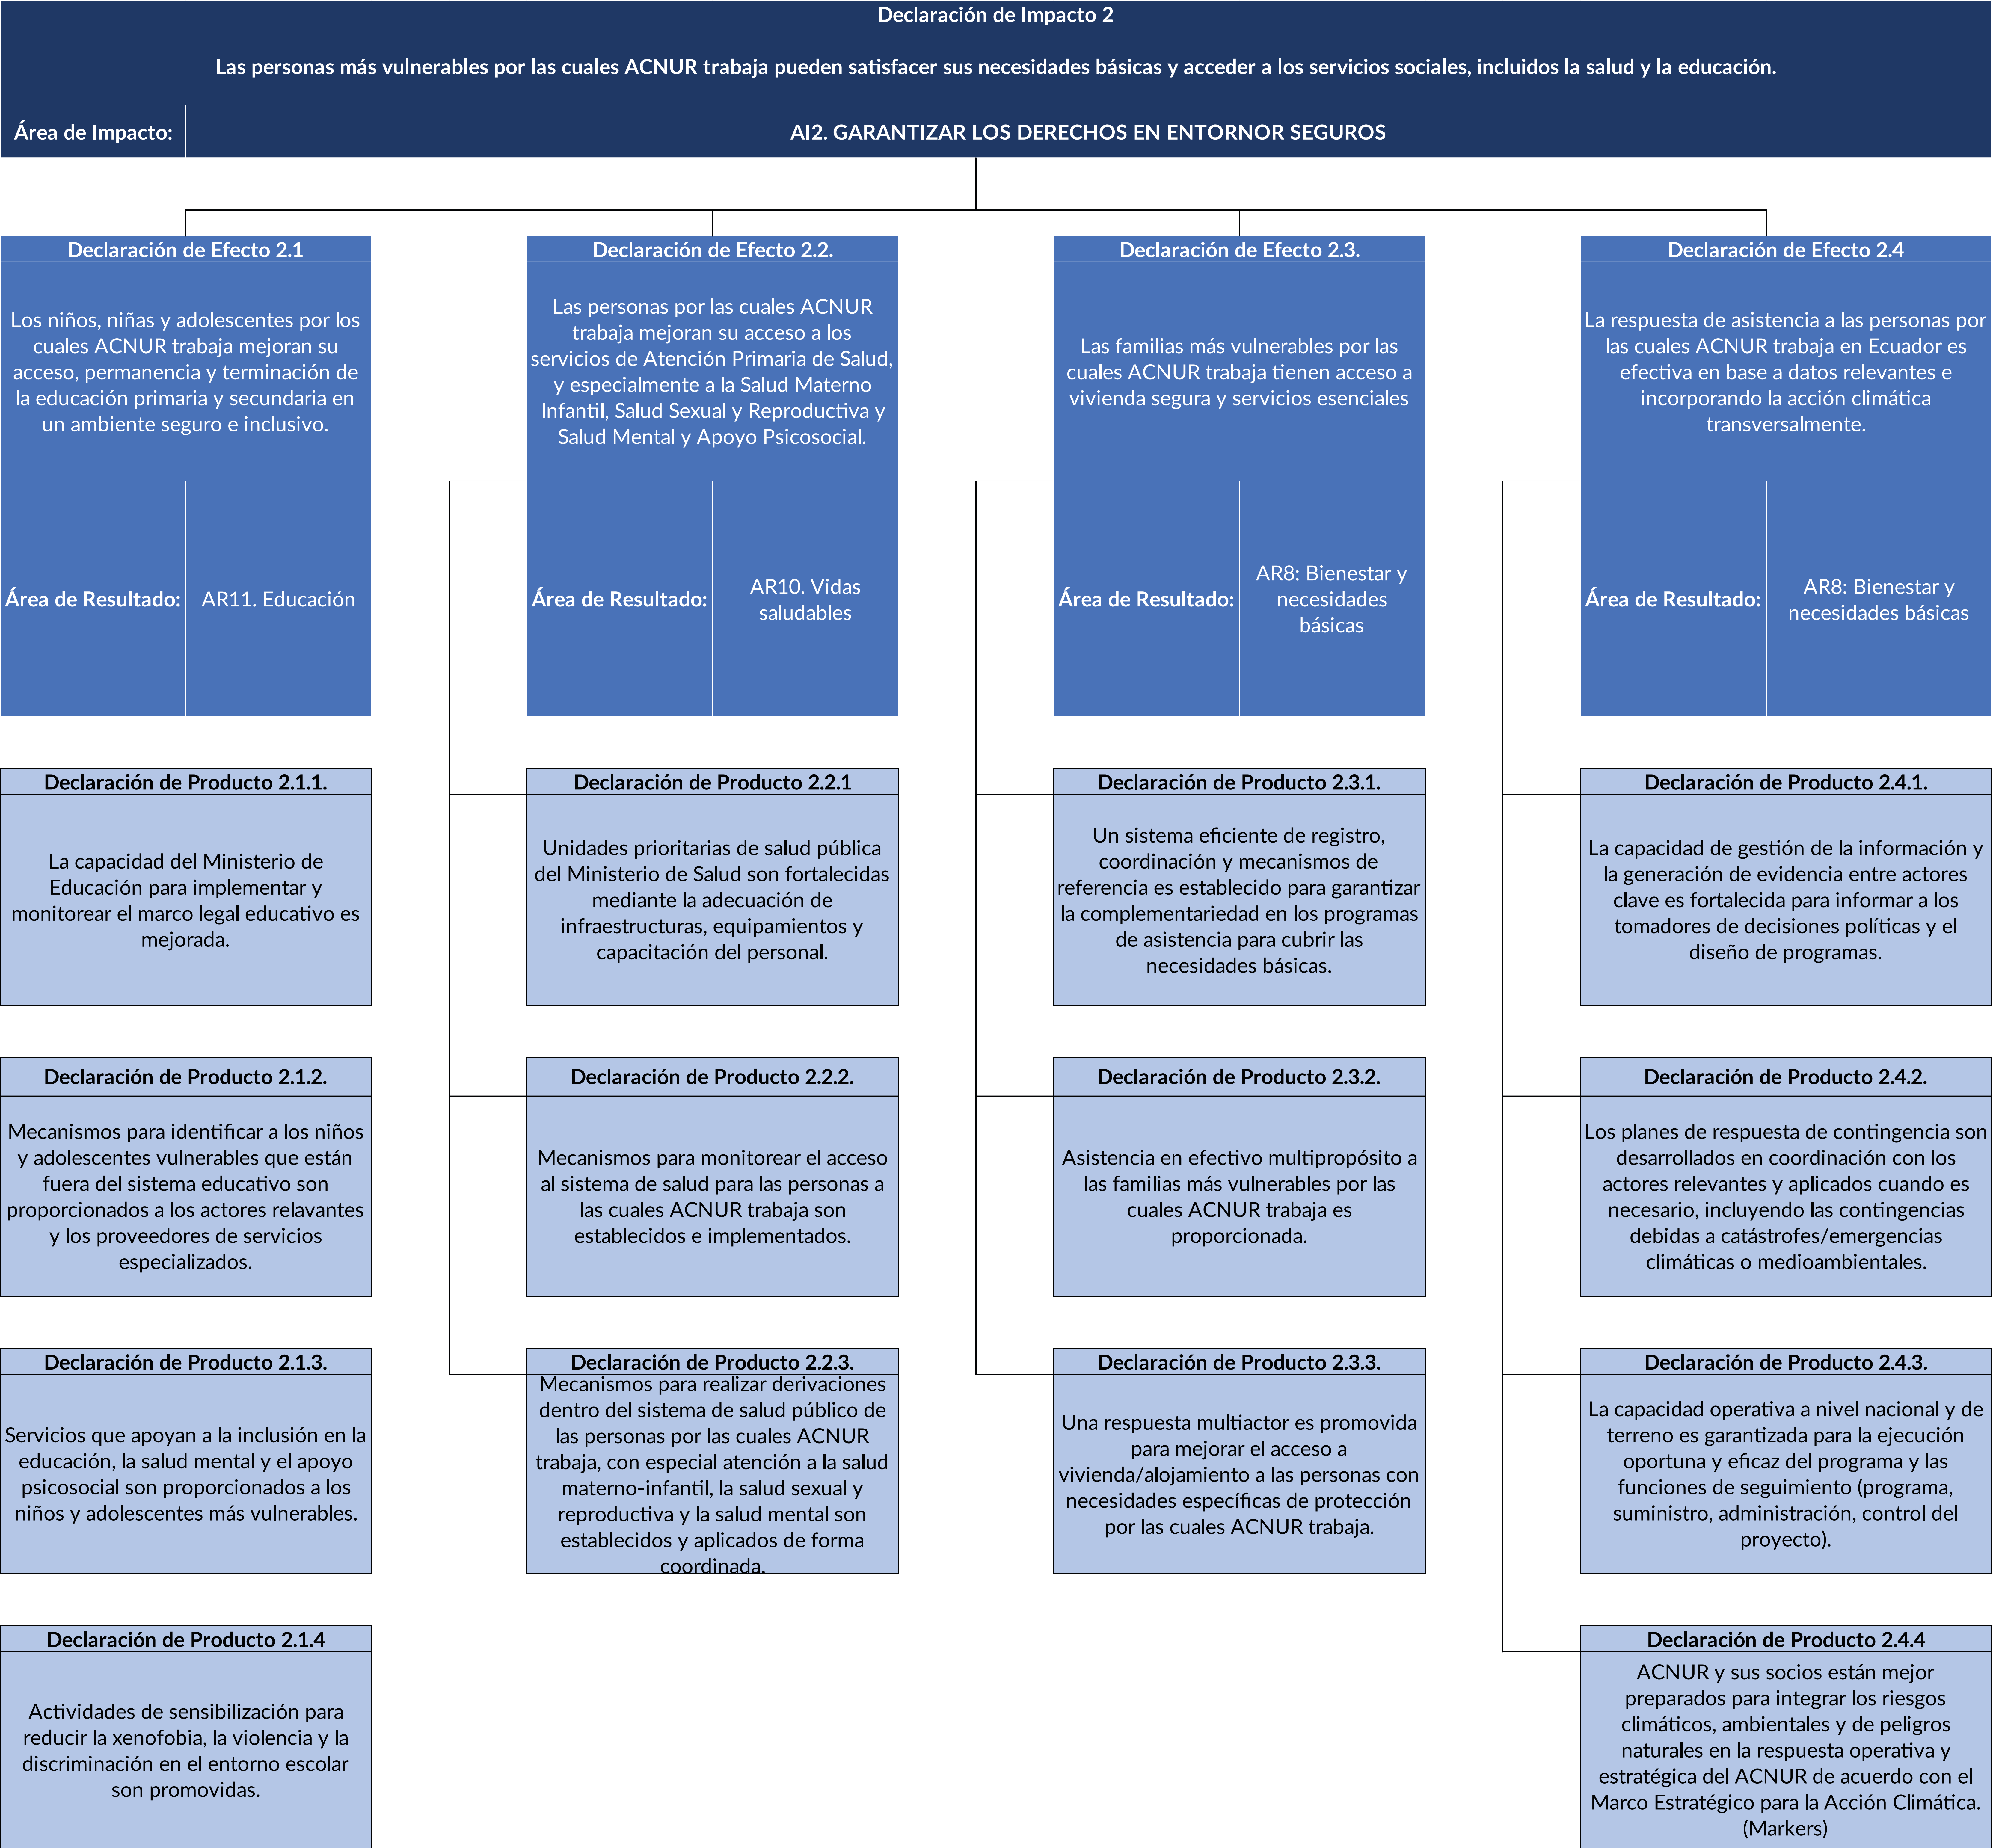 Declaración de Impacto 2
Las personas más vulnerables por las cuales ACNUR trabaja pueden satisfacer sus necesidades básicas y acceder a los servicios sociales, incluidos la salud y la educación.
Área de Impacto:
AI2. GARANTIZAR LOS DERECHOS EN ENTORNOR SEGUROS
Declaración de Efecto 2.1
Los niños, niñas y adolescentes por los
cuales ACNUR trabaja mejoran su
acceso, permanencia y terminación de
la educación primaria y secundaria en
un ambiente seguro e inclusivo.
Área de Resultado:
AR11. Educación
Declaración de Efecto 2.2.
Las personas por las cuales ACNUR
trabaja mejoran su acceso a los
servicios de Atención Primaria de Salud,
y especialmente a la Salud Materno
Infantil, Salud Sexual y Reproductiva y
Salud Mental y Apoyo Psicosocial.
Área de Resultado:
AR10. Vidas
saludables
Declaración de Efecto 2.3.
Las familias más vulnerables por las
cuales ACNUR trabaja tienen acceso a
vivienda segura y servicios esenciales
Área de Resultado:
AR8: Bienestar y
necesidades
básicas
Declaración de Efecto 2.4
La respuesta de asistencia a las personas por
las cuales ACNUR trabaja en Ecuador es
efectiva en base a datos relevantes e
incorporando la acción climática
transversalmente.
Área de Resultado:
AR8: Bienestar y
necesidades básicas
Declaración de Producto 2.1.1.
La capacidad del Ministerio de
Educación para implementar y
monitorear el marco legal educativo es
mejorada.
Declaración de Producto 2.2.1
Unidades prioritarias de salud pública
del Ministerio de Salud son fortalecidas
mediante la adecuación de
infraestructuras, equipamientos y
capacitación del personal.
Declaración de Producto 2.3.1.
Un sistema eficiente de registro,
coordinación y mecanismos de
referencia es establecido para garantizar
la complementariedad en los programas
de asistencia para cubrir las
necesidades básicas.
Declaración de Producto 2.4.1.
La capacidad de gestión de la información y
la generación de evidencia entre actores
clave es fortalecida para informar a los
tomadores de decisiones políticas y el
diseño de programas.
Declaración de Producto 2.1.2.
Mecanismos para identificar a los niños
y adolescentes vulnerables que están
fuera del sistema educativo son
proporcionados a los actores relavantes
y los proveedores de servicios
especializados.
Declaración de Producto 2.2.2.
Mecanismos para monitorear el acceso
al sistema de salud para las personas a
las cuales ACNUR trabaja son
establecidos e implementados.
Declaración de Producto 2.3.2.
Asistencia en efectivo multipropósito a
las familias más vulnerables por las
cuales ACNUR trabaja es
proporcionada.
Declaración de Producto 2.4.2.
Los planes de respuesta de contingencia son
desarrollados en coordinación con los
actores relevantes y aplicados cuando es
necesario, incluyendo las contingencias
debidas a catástrofes/emergencias
climáticas o medioambientales.
Declaración de Producto 2.1.3.
Servicios que apoyan a la inclusión en la
educación, la salud mental y el apoyo
psicosocial son proporcionados a los
niños y adolescentes más vulnerables.
Declaración de Producto 2.2.3.
Mecanismos para realizar derivaciones
dentro del sistema de salud público de
las personas por las cuales ACNUR
trabaja, con especial atención a la salud
materno-infantil, la salud sexual y
reproductiva y la salud mental son
establecidos y aplicados de forma
coordinada.
Declaración de Producto 2.3.3.
Una respuesta multiactor es promovida
para mejorar el acceso a
vivienda/alojamiento a las personas con
necesidades específicas de protección
por las cuales ACNUR trabaja.
Declaración de Producto 2.4.3.
La capacidad operativa a nivel nacional y de
terreno es garantizada para la ejecución
oportuna y eficaz del programa y las
funciones de seguimiento (programa,
suministro, administración, control del
proyecto).
Declaración de Producto 2.1.4
Actividades de sensibilización para
reducir la xenofobia, la violencia y la
discriminación en el entorno escolar
son promovidas.
Declaración de Producto 2.4.4
ACNUR y sus socios están mejor
preparados para integrar los riesgos
climáticos, ambientales y de peligros
naturales en la respuesta operativa y
estratégica del ACNUR de acuerdo con el
Marco Estratégico para la Acción Climática.
(Markers)